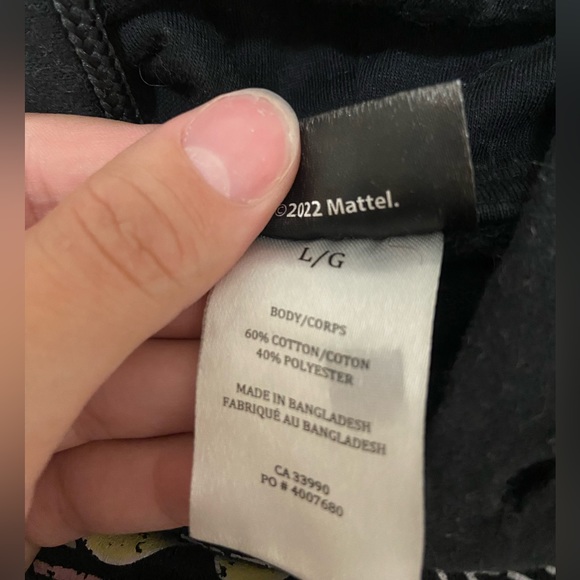 ©2022 Mattel.
L/G
BODY/CORPS
60% COTTON/COTON
40% POLYESTER
MADE IN BANGLADESH
FABRIQUÉ AU BANGLADESH
CA 33990
PO # 4007680